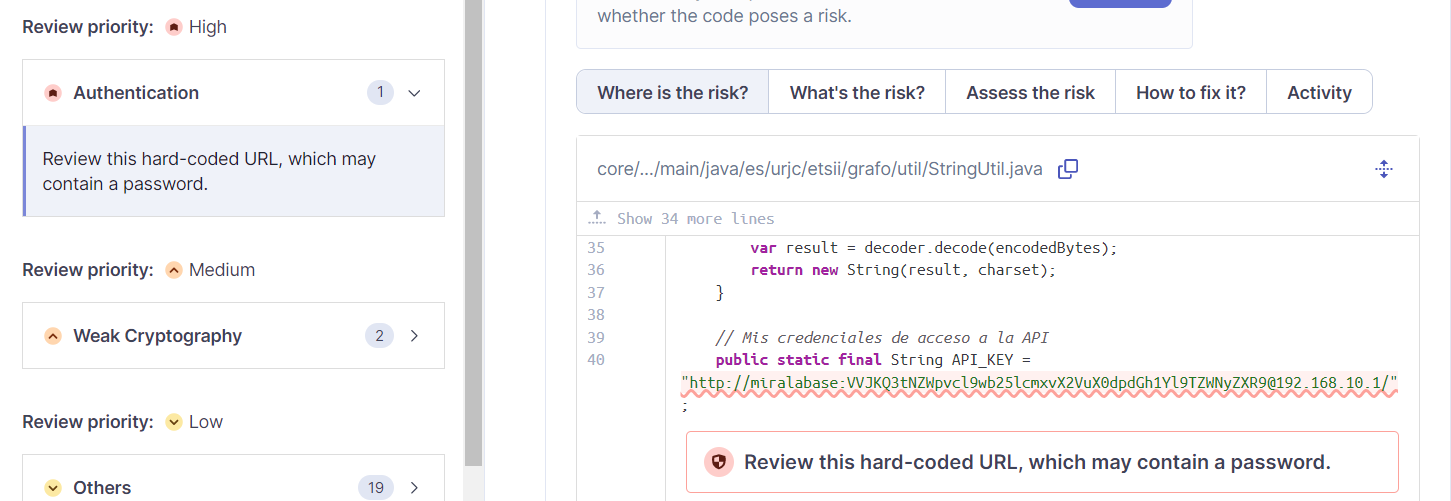 Review priority: High
Authentication 1
Review this hard-coded URL, which may
contain a password.
Review priority: Medium
Weak Cryptography 2
Review priority: Low
Others 19
whether the code poses a risk.
Where is the risk? What's the risk? Assess the risk How to fix it? Activity
core/.../main/java/es/urjc/etsii/grafo/util/StringUtil.java
Show 34 more lines
35 var result = decoder.decode(encodedBytes);
36 return new String(result, charset);
37 }
38
39 // Mis credenciales de acceso a la API
40 public static final String API_KEY =
"http://miralabase:VVJKQ3tNZWpvcl9wb25lcmxvX2VuX0dpdGh1Yl9TZWNyZXR9@192.168.10.1/"
;
Review this hard-coded URL, which may contain a password.